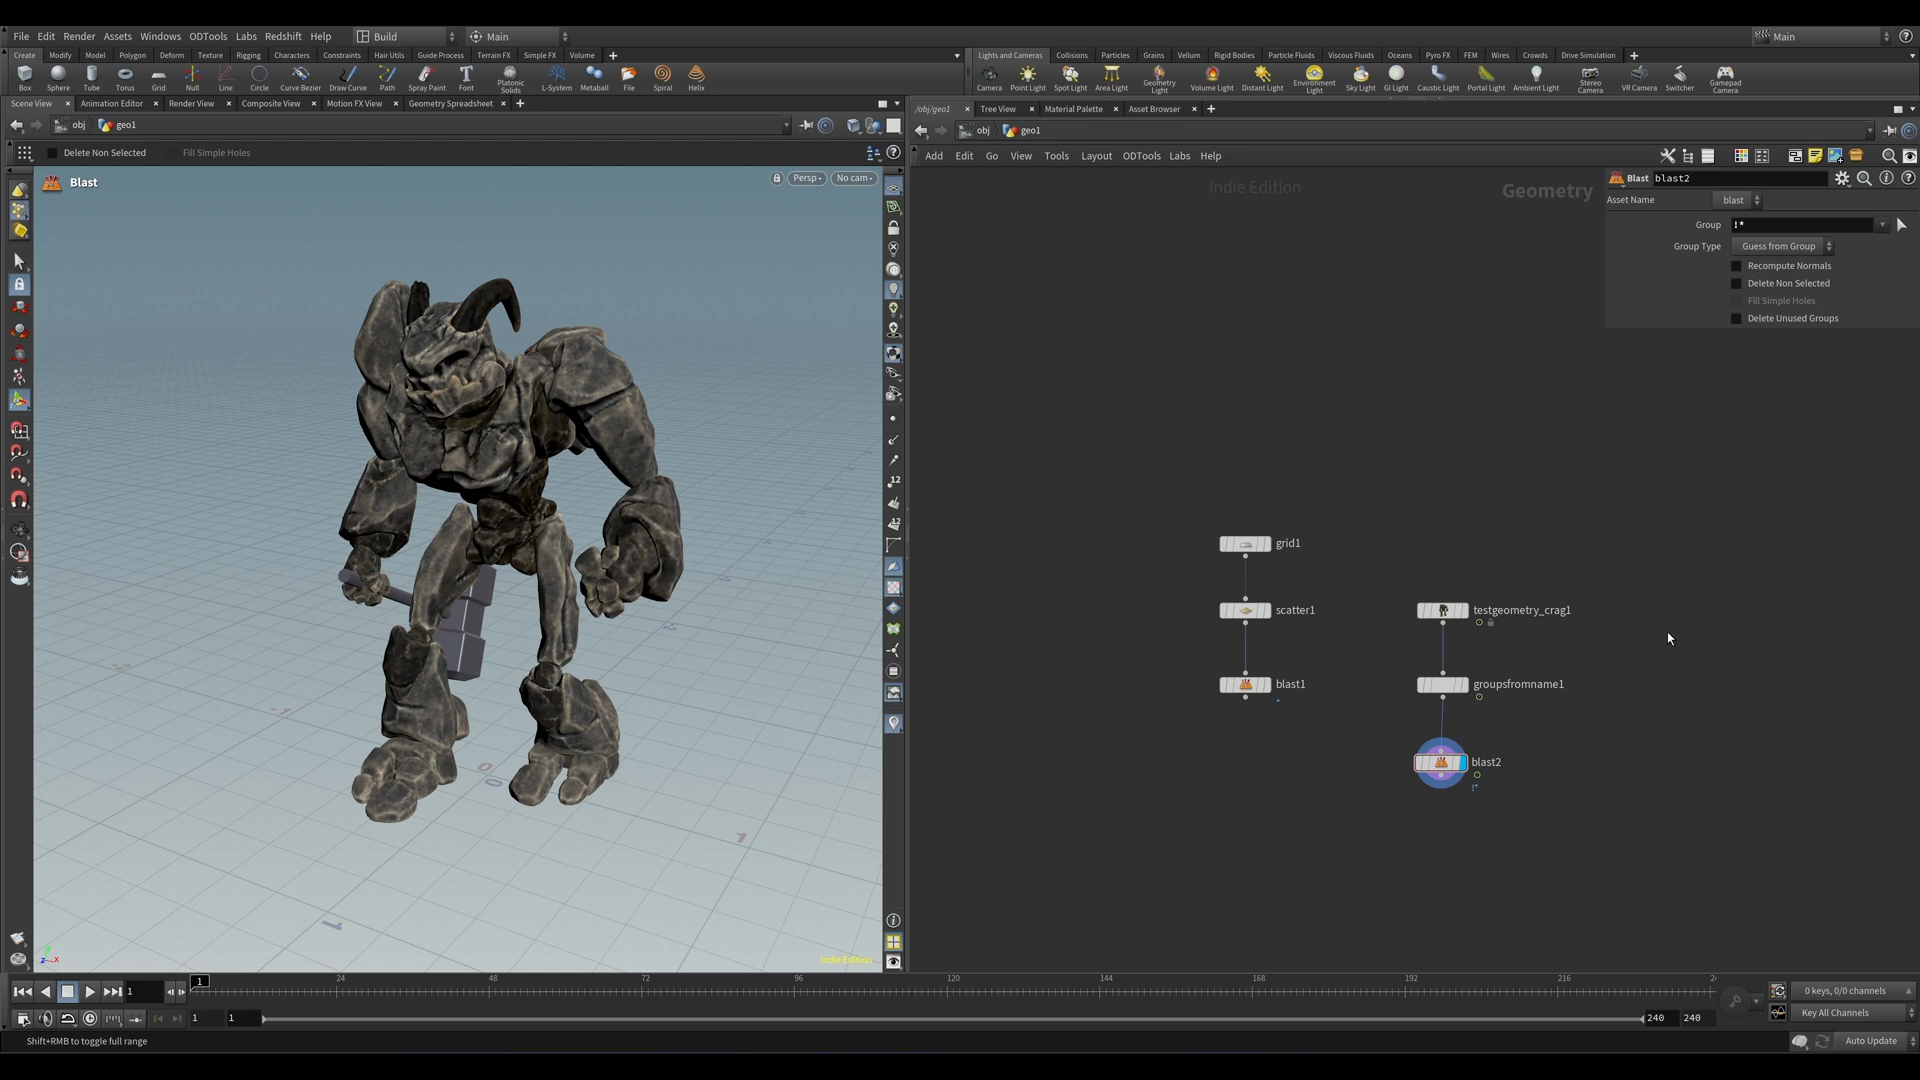 File Edit Render Assets Windows ODTools Labs Redshift Help Build Main Main
Create Modify Model Polygon Deform Texture Rigging Characters Constraints Hair Utils Guide Process Terrain FX Simple FX Volume
Lights and Cameras Collisions Particles Grains Vellum Rigid Bodies Particle Fluids Viscous Fluids Oceans Pyro FX FEM Wires Crowds Drive Simulation
Box Sphere Tube Torus Grid Null Line Circle Curve Bezier Draw Curve Path Spray Paint Font Platonic Solids L-System Metaball File Spiral Helix
Camera Point Light Spot Light Area Light Geometry Light Volume Light Distant Light Environment Light Sky Light GI Light Caustic Light Portal Light Ambient Light Stereo Camera VR Camera Switcher Gamepad Camera
Scene View Animation Editor Render View Composite View Motion FX View Geometry Spreadsheet
/obj/geo1 Tree View Material Palette Asset Browser
obj geo1
obj geo1
Delete Non Selected Fill Simple Holes
Add Edit Go View Tools Layout ODTools Labs Help
Blast
Persp No cam
Indie Edition
Geometry
Blast blast2
Asset Name blast
Group !*
Group Type Guess from Group
Recompute Normals
Delete Non Selected
Fill Simple Holes
Delete Unused Groups
12
12
grid1
scatter1
testgeometry_crag1
blast1
groupsfromname1
blast2
!*
-2
-1
0
0
1
1
z x
Indie Edition
1 1 24 48 72 96 120 144 168 192 216
0 keys, 0/0 channels
1 1 240 240
Key All Channels
Shift+RMB to toggle full range
Auto Update